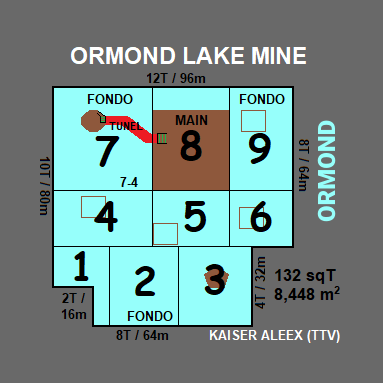 ORMOND LAKE MINE
12T / 96m
FONDO
MAIN
FONDO
TUNEL
7
8
9
7-4
10T / 80m
8T / 64m
ORMOND
4
5
6
1
2
3
2T /
16m
FONDO
8T / 64m
4T / 32m
132 sqT
8,448 m²
KAISER ALEEX (TTV)